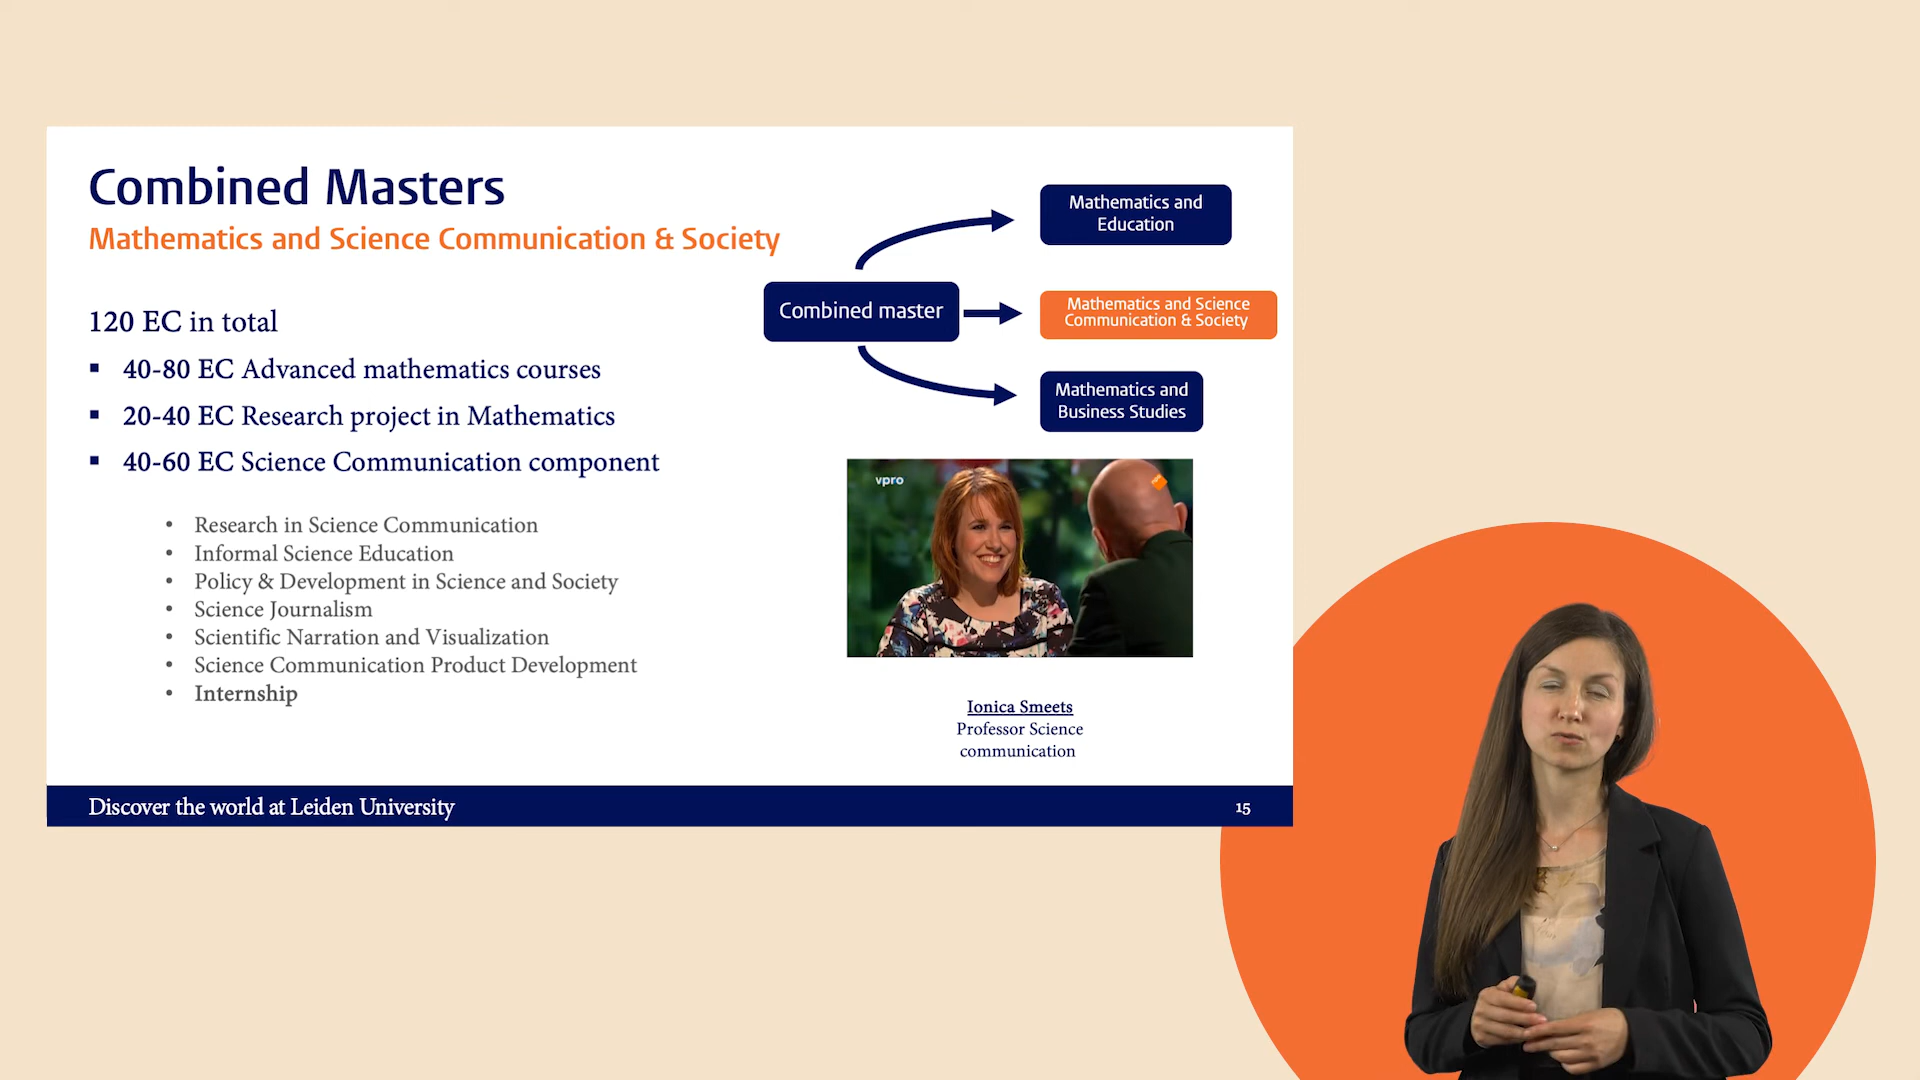 Combined Masters
Mathematics and Science Communication & Society
120 EC in total
▪ 40-80 EC Advanced mathematics courses
▪ 20-40 EC Research project in Mathematics
▪ 40-60 EC Science Communication component
• Research in Science Communication
• Informal Science Education
• Policy & Development in Science and Society
• Science Journalism
• Scientific Narration and Visualization
• Science Communication Product Development
• Internship
Combined master
Mathematics and
Education
Mathematics and Science
Communication & Society
Mathematics and
Business Studies
vpro
Ionica Smeets
Professor Science
communication
Discover the world at Leiden University
15